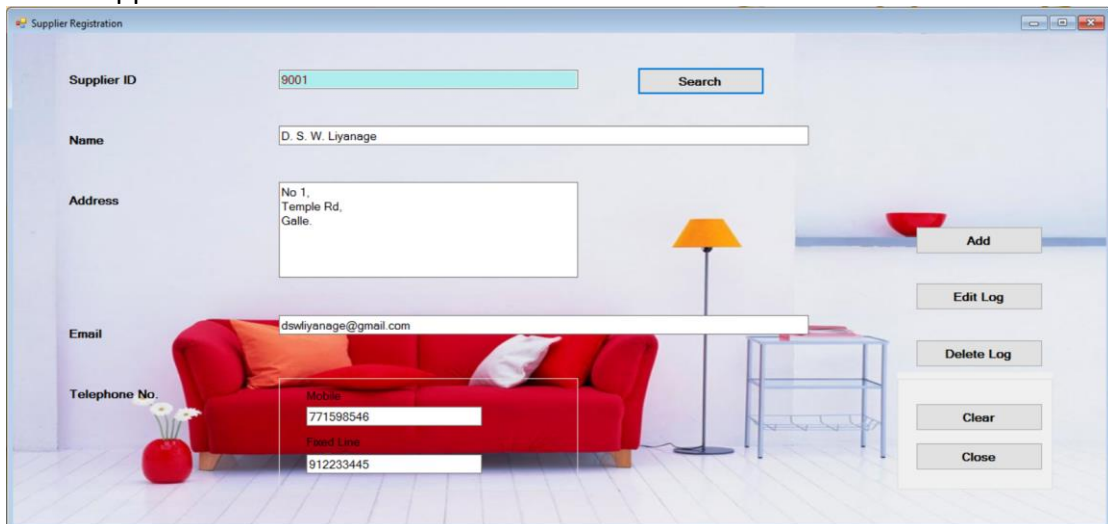 Supplier Registration
Supplier ID
9001
Search
Name
D. S. W. Liyanage
Address
No 1,
Temple Rd,
Galle.
Add
Edit Log
Email
dswliyanage@gmail.com
Delete Log
Telephone No.
Mobile
771598546
Clear
Fixed Line
912233445
Close